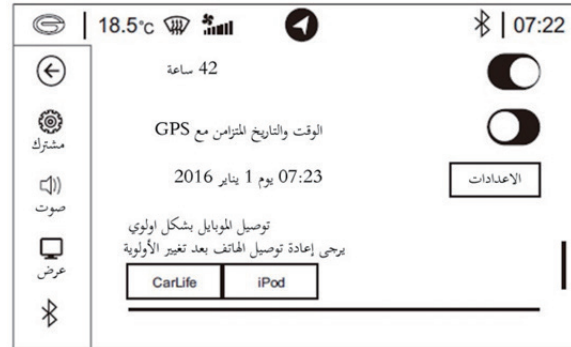 18.5°c
07:22
42 ساعة
الوقت والتاريخ المتزامن مع GPS
07:23 يوم 1 يناير 2016
الاعدادات
توصيل الموبايل بشكل اولوي
يرجى إعادة توصيل الهاتف بعد تغيير الأولوية
CarLife
iPod
مشترك
صوت
عرض